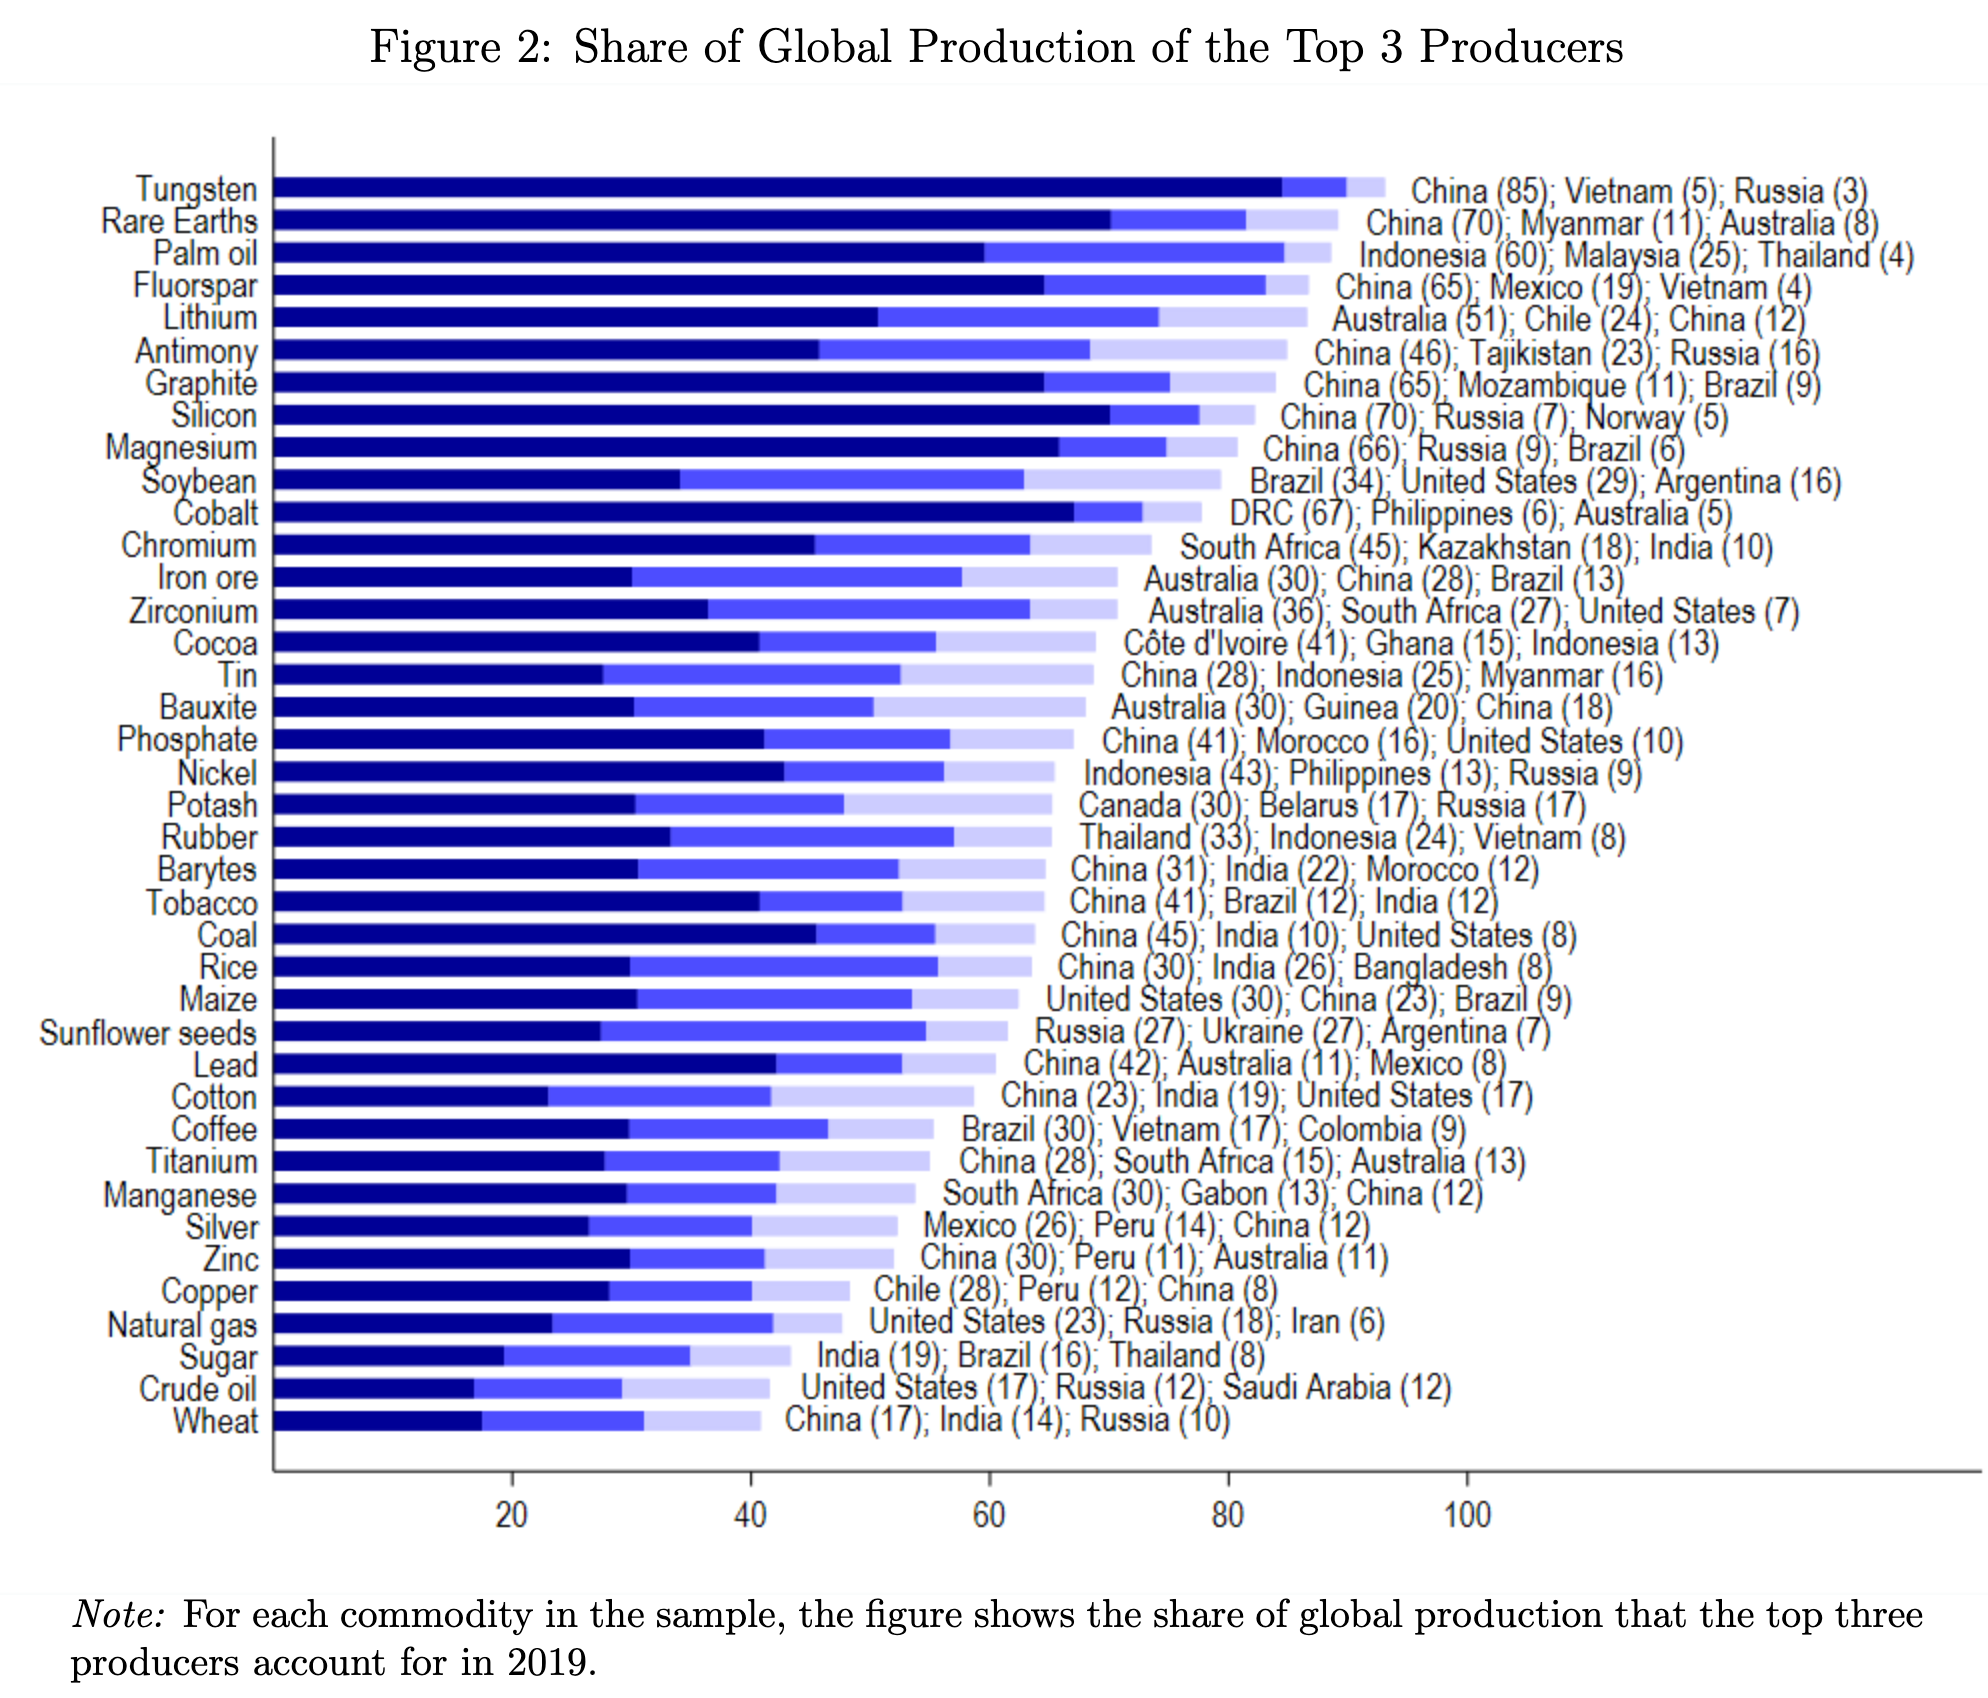 Figure 2: Share of Global Production of the Top 3 Producers
Tungsten China (85); Vietnam (5); Russia (3)
Rare Earths China (70); Myanmar (11); Australia (8)
Palm oil Indonesia (60); Malaysia (25); Thailand (4)
Fluorspar China (65); Mexico (19); Vietnam (4)
Lithium Australia (51); Chile (24); China (12)
Antimony China (46); Tajikistan (23); Russia (16)
Graphite China (65); Mozambique (11); Brazil (9)
Silicon China (70); Russia (7); Norway (5)
Magnesium China (66); Russia (9); Brazil (6)
Soybean Brazil (34); United States (29); Argentina (16)
Cobalt DRC (67); Philippines (6); Australia (5)
Chromium South Africa (45); Kazakhstan (18); India (10)
Iron ore Australia (30); China (28); Brazil (13)
Zirconium Australia (36); South Africa (27); United States (7)
Cocoa Côte d'Ivoire (41); Ghana (15); Indonesia (13)
Tin China (28); Indonesia (25); Myanmar (16)
Bauxite Australia (30); Guinea (20); China (18)
Phosphate China (41); Morocco (16); United States (10)
Nickel Indonesia (43); Philippines (13); Russia (9)
Potash Canada (30); Belarus (17); Russia (17)
Rubber Thailand (33); Indonesia (24); Vietnam (8)
Barytes China (31); India (22); Morocco (12)
Tobacco China (41); Brazil (12); India (12)
Coal China (45); India (10); United States (8)
Rice China (30); India (26); Bangladesh (8)
Maize United States (30); China (23); Brazil (9)
Sunflower seeds Russia (27); Ukraine (27); Argentina (7)
Lead China (42); Australia (11); Mexico (8)
Cotton China (23); India (19); United States (17)
Coffee Brazil (30); Vietnam (17); Colombia (9)
Titanium China (28); South Africa (15); Australia (13)
Manganese South Africa (30); Gabon (13); China (12)
Silver Mexico (26); Peru (14); China (12)
Zinc China (30); Peru (11); Australia (11)
Copper Chile (28); Peru (12); China (8)
Natural gas United States (23); Russia (18); Iran (6)
Sugar India (19); Brazil (16); Thailand (8)
Crude oil United States (17); Russia (12); Saudi Arabia (12)
Wheat China (17); India (14); Russia (10)
20 40 60 80 100
Note: For each commodity in the sample, the figure shows the share of global production that the top three
producers account for in 2019.